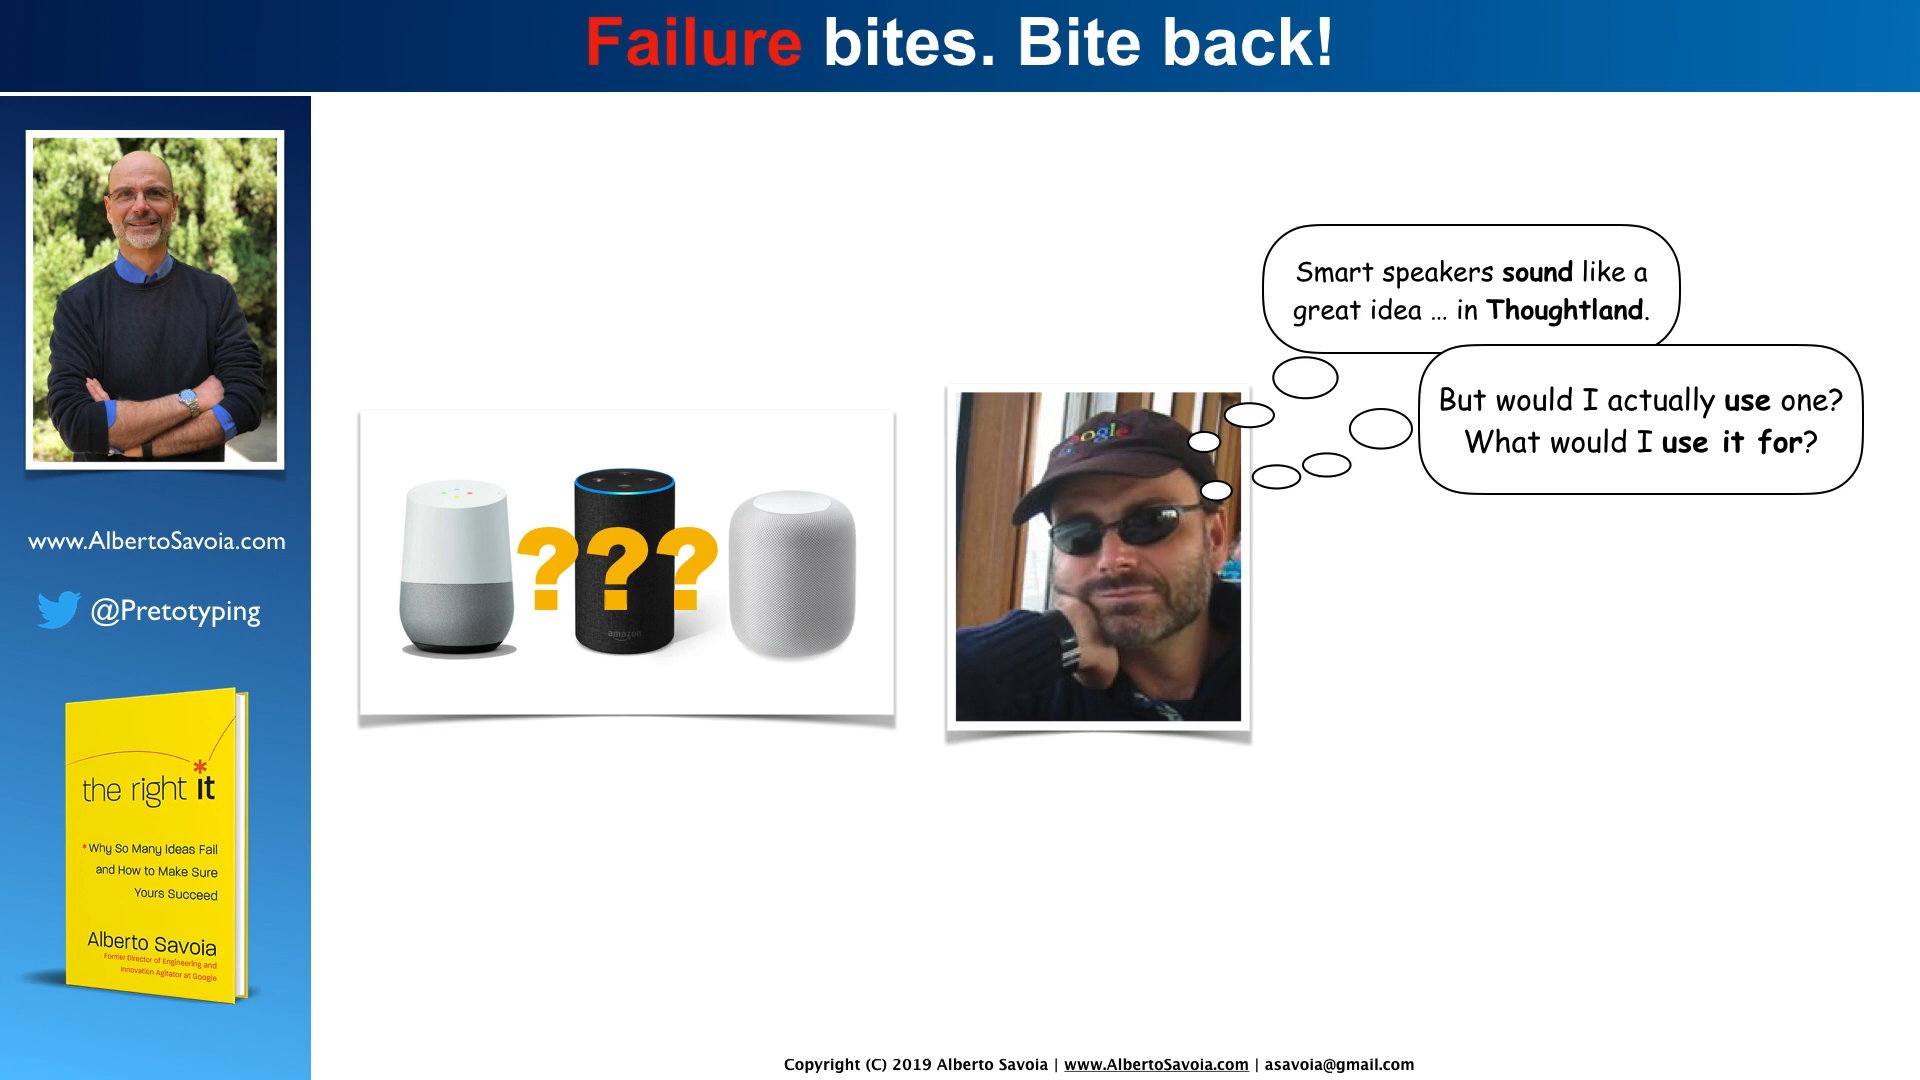 Failure bites. Bite back!
www.AlbertoSavoia.com
@Pretotyping
the right it*
*Why So Many Ideas Fail
and How to Make Sure
Yours Succeed
Alberto Savoia
Former Director of Engineering and
Innovation Agitator at Google
???
amazon
ogle
Smart speakers sound like a
great idea ... in Thoughtland.
But would I actually use one?
What would I use it for?
Copyright (C) 2019 Alberto Savoia | www.AlbertoSavoia.com | asavoia@gmail.com